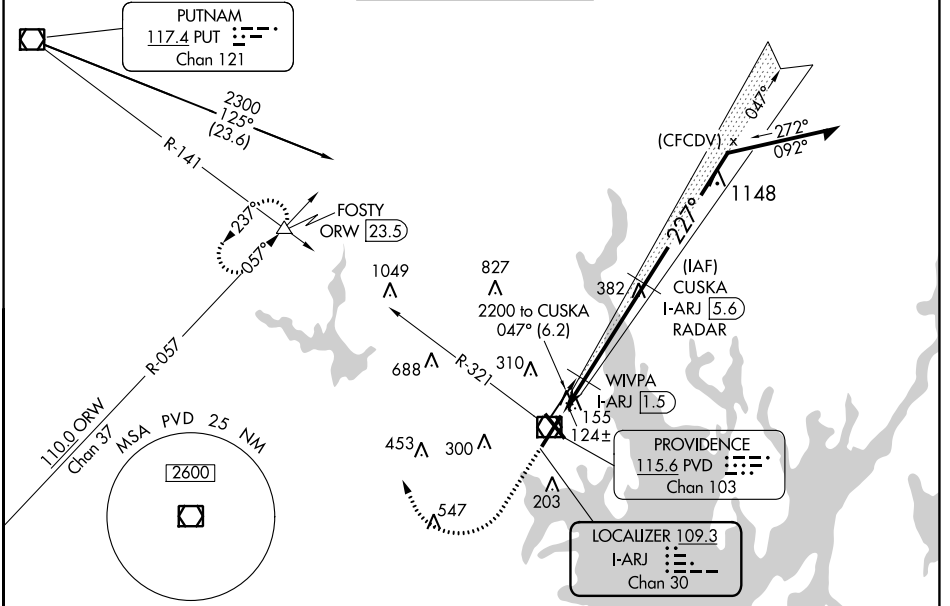 PUTNAM
117.4 PUT
Chan 121
2300
125°
(23.6)
R-141
FOSTY
ORW 23.5
237°
057°
R-057
110.0 ORW
Chan 37
MSA PVD 25 NM
2600
1049
827
2200 to CUSKA
047° (6.2)
688
R-321
310
453
300
547
203
WIVPA
I-ARJ 1.5
155
124±
PROVIDENCE
115.6 PVD
Chan 103
LOCALIZER 109.3
I-ARJ
Chan 30
382
(IAF)
CUSKA
I-ARJ 5.6
RADAR
227°
047°
1148
(CFCDV) x
272°
092°